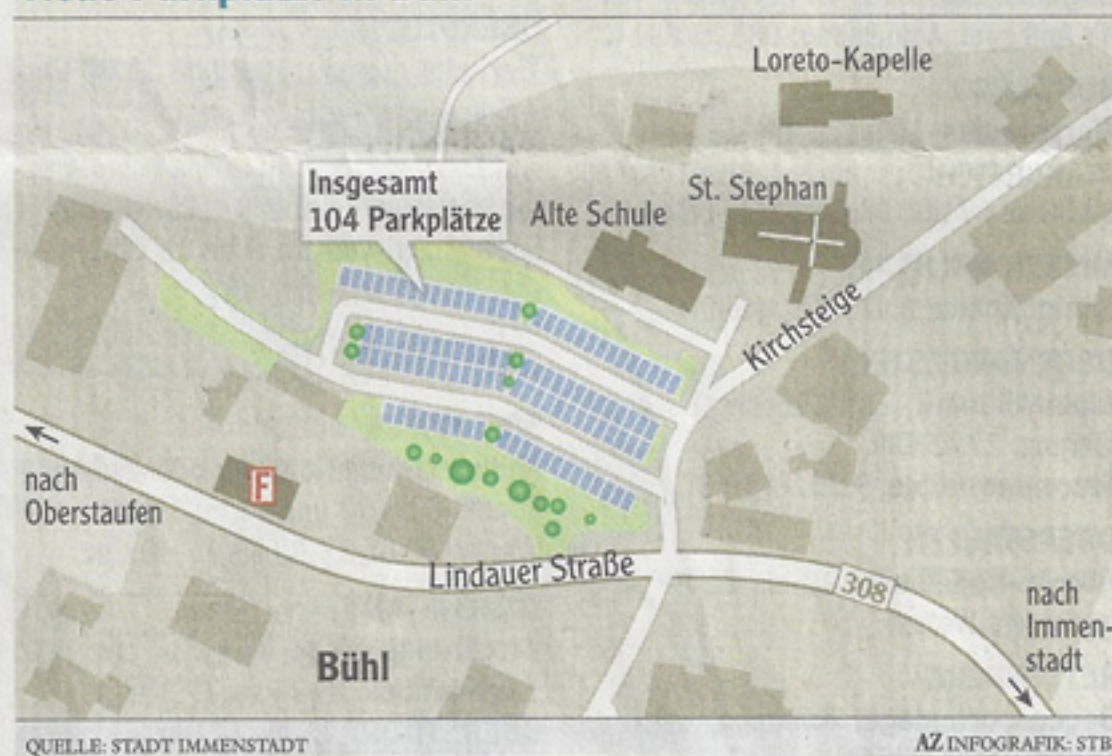 Loreto-Kapelle
Insgesamt
104 Parkplätze
Alte Schule
St. Stephan
Kirchsteige
nach
Oberstaufen
F
Lindauer Straße
308
nach
Immen-
stadt
Bühl
QUELLE: STADT IMMENSTADT
AZ INFOGRAFIK: STB